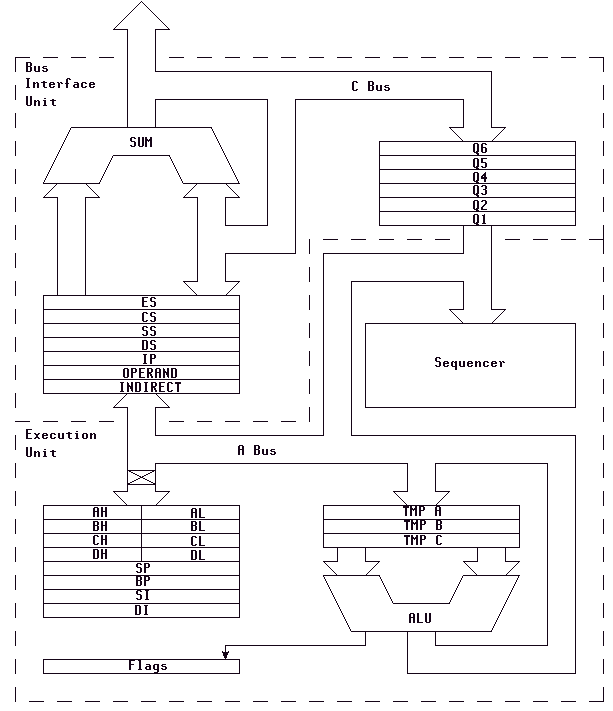 Bus
Interface
Unit
C Bus
SUM
Q6
Q5
Q4
Q3
Q2
Q1
ES
CS
SS
DS
IP
OPERAND
INDIRECT
Sequencer
Execution
Unit
A Bus
AH AL
BH BL
CH CL
DH DL
SP
BP
SI
DI
TMP A
TMP B
TMP C
ALU
Flags